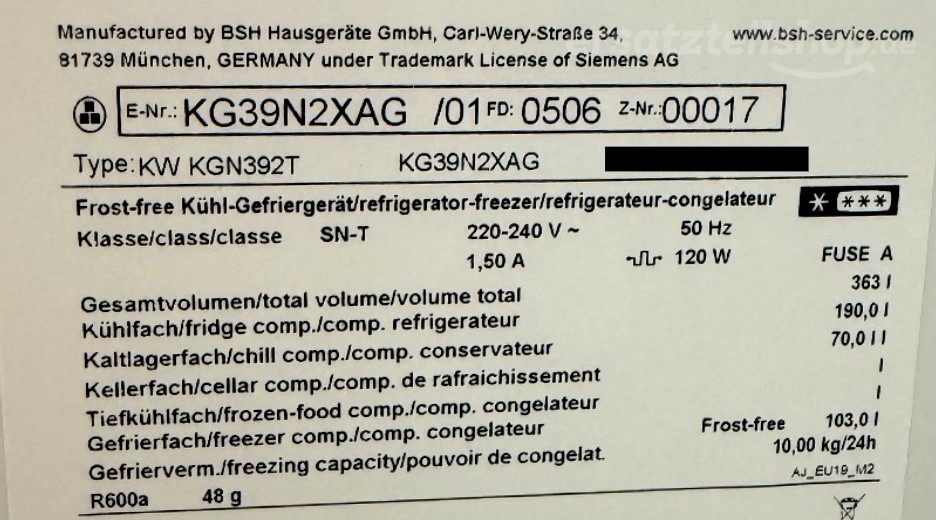 Manufactured by BSH Hausgeräte GmbH, Carl-Wery-Straße 34, www.bsh-service.com
81739 München, GERMANY under Trademark License of Siemens AG
E-Nr.: KG39N2XAG /01 FD: 0506 Z-Nr.:00017
Type: KW KGN392T KG39N2XAG
Frost-free Kühl-Gefriergerät/refrigerator-freezer/refrigerateur-congelateur * ***
Klasse/class/classe SN-T 220-240 V ~ 50 Hz
1,50 A 120 W FUSE A
Gesamtvolumen/total volume/volume total 363 l
Kühlfach/fridge comp./comp. refrigerateur 190,0 l
Kaltlagerfach/chill comp./comp. conservateur 70,0 l l
Kellerfach/cellar comp./comp. de rafraichissement l
Tiefkühlfach/frozen-food comp./comp. congelateur l
Gefrierfach/freezer comp./comp. congelateur Frost-free 103,0 l
Gefrierverm./freezing capacity/pouvoir de congelat. 10,00 kg/24h
AJ_EU19_M2
R600a 48 g